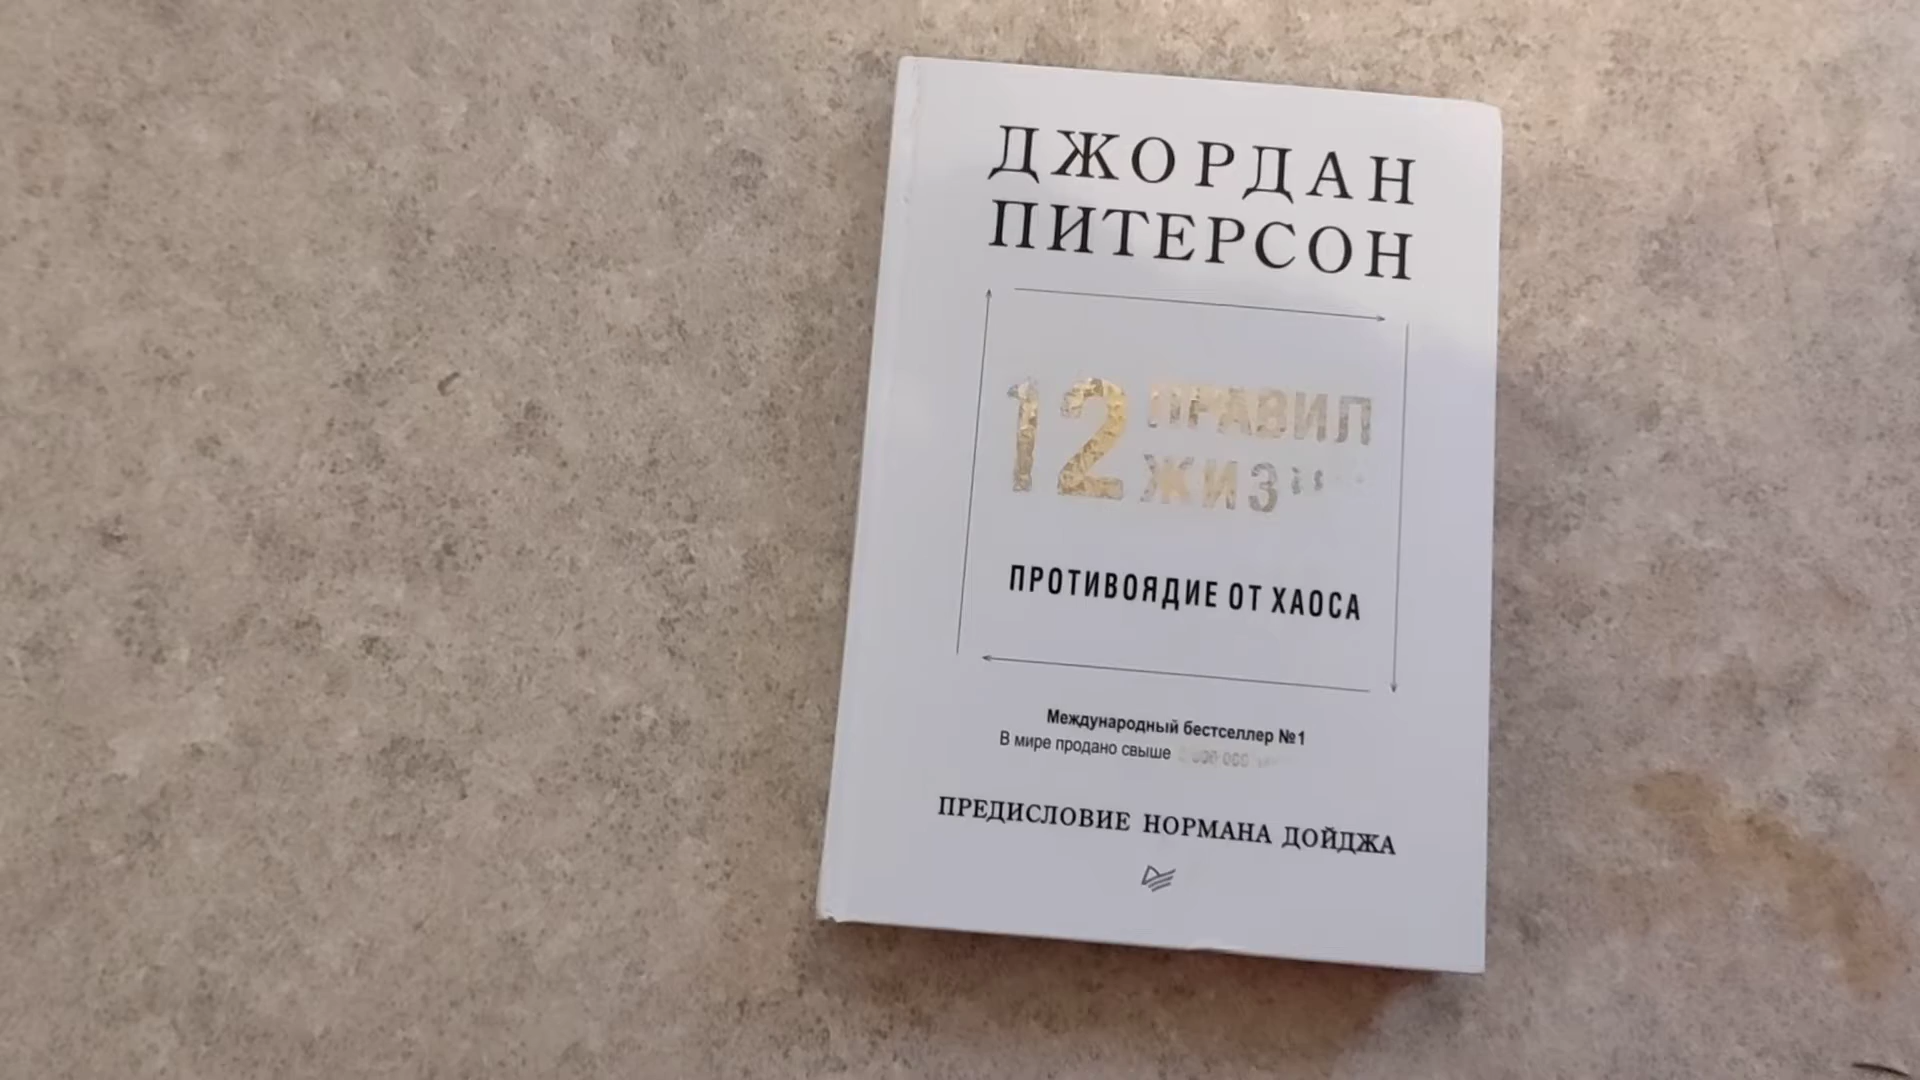 ДЖОРДАН
ПИТЕРСОН
12 ПРАВИЛ
ПРОТИВОЯДИЕ ОТ ХАОСА
Международный бестселлер №1
В мире продано свыше
ПРЕДИСЛОВИЕ НОРМАНА ДОЙДЖА